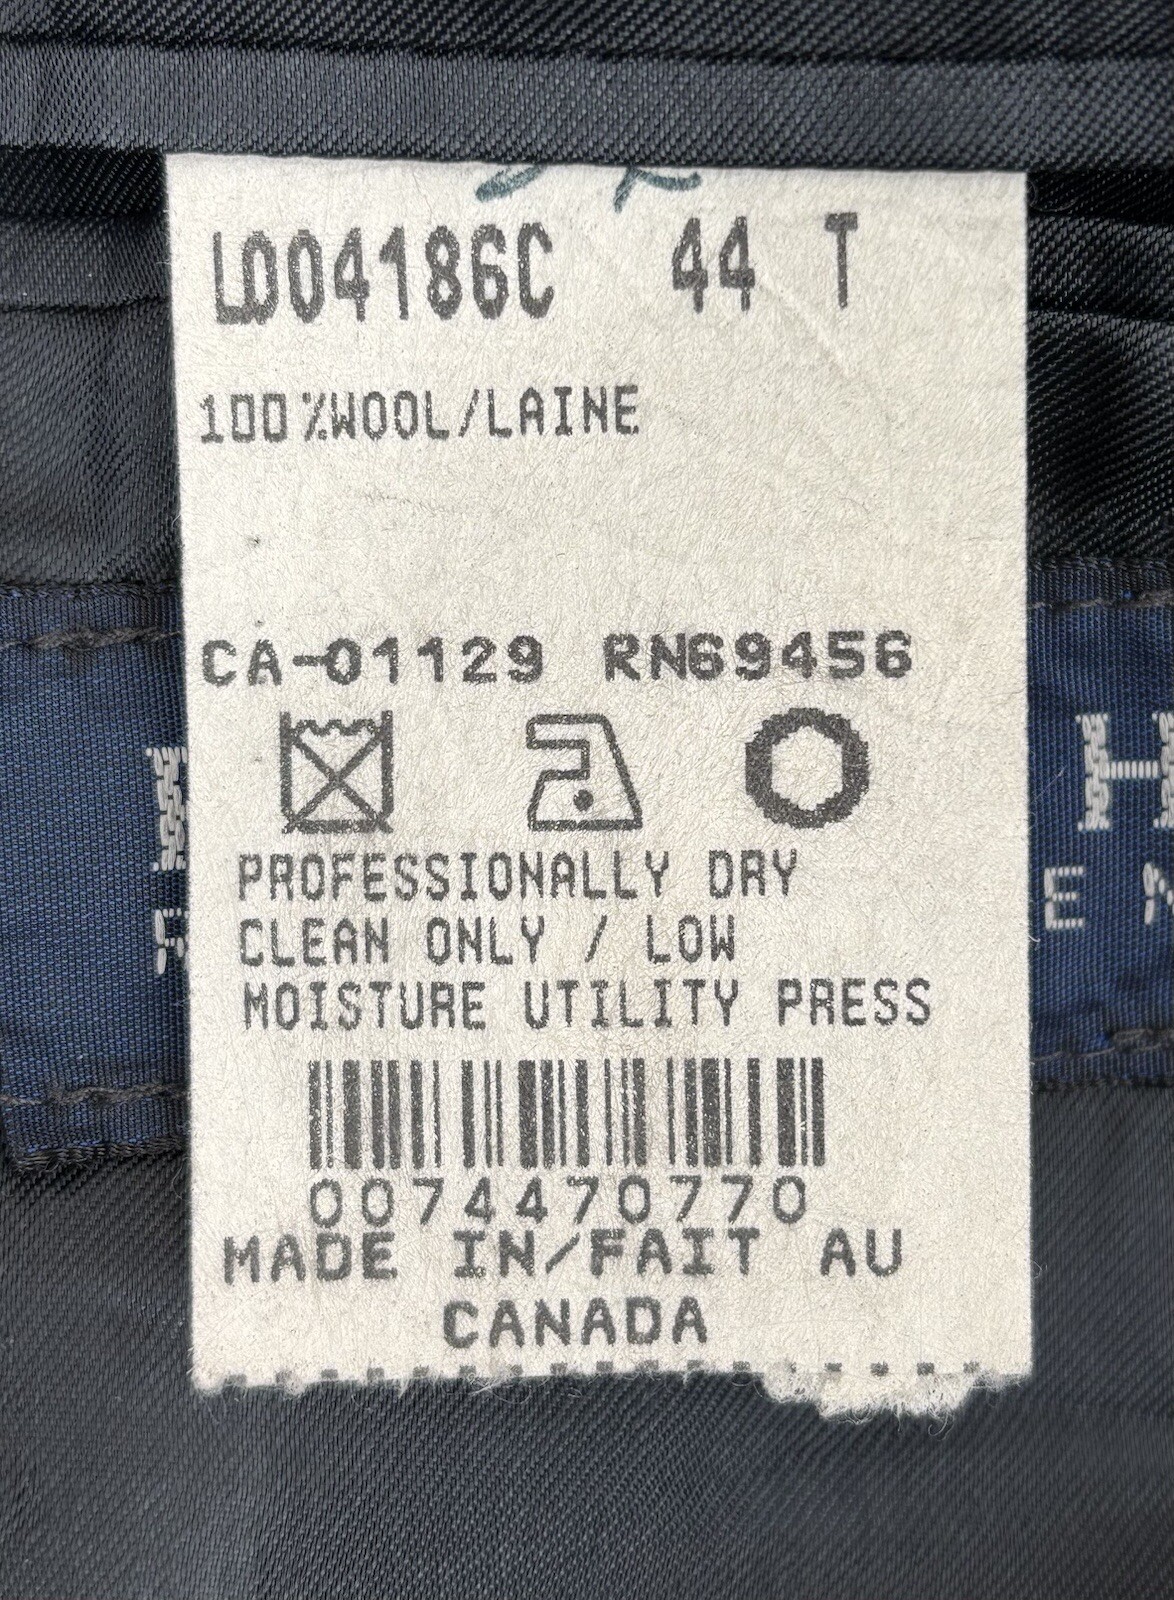 L004186C 44 T
100%WOOL/LAINE
CA-01129 RN69456
PROFESSIONALLY DRY
CLEAN ONLY / LOW
MOISTURE UTILITY PRESS
0074470770
MADE IN/FAIT AU
CANADA